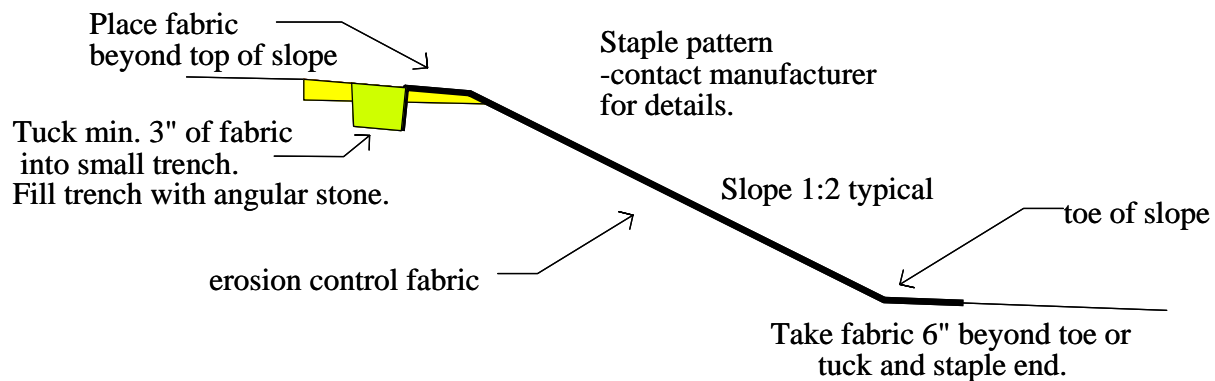 Place fabric
beyond top of slope
Staple pattern
-contact manufacturer
for details.
Tuck min. 3" of fabric
into small trench.
Fill trench with angular stone.
Slope 1:2 typical
toe of slope
erosion control fabric
Take fabric 6" beyond toe or
tuck and staple end.